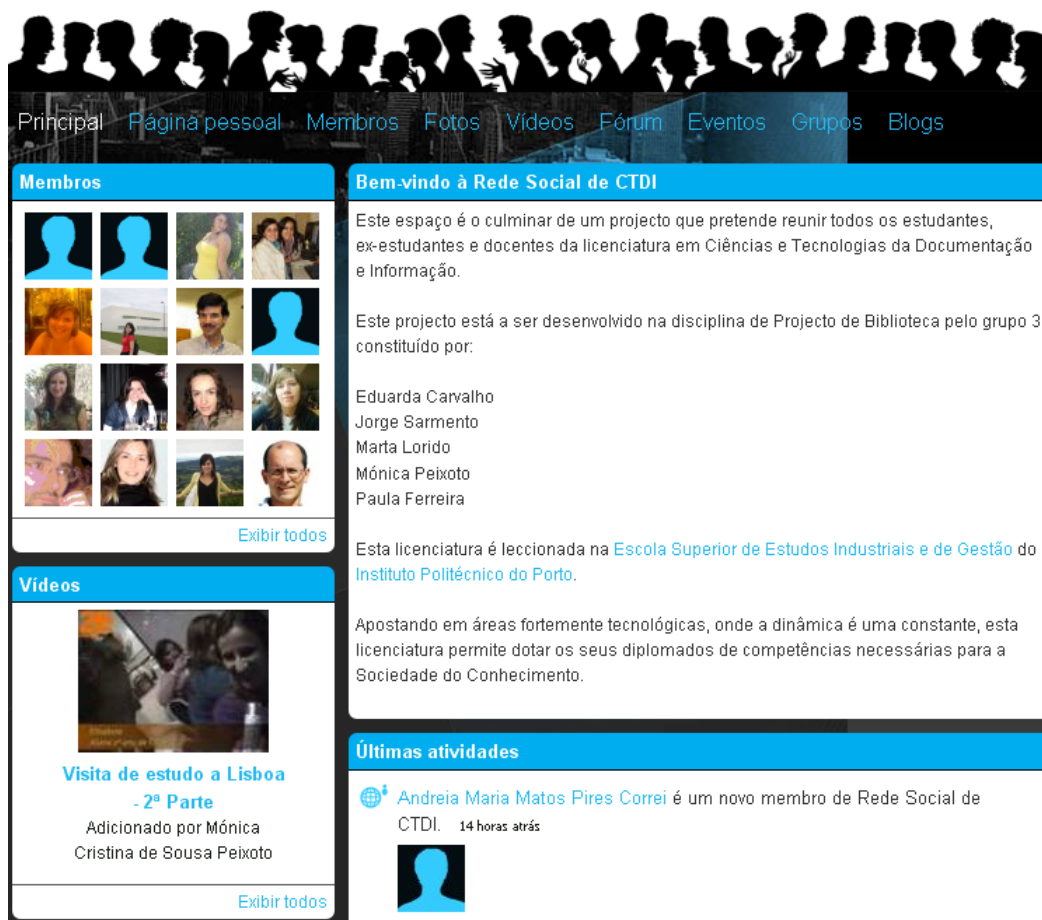 Principal Página pessoal Membros Fotos Vídeos Fórum Eventos Grupos Blogs
Membros
Exibir todos
Vídeos
Visita de estudo a Lisboa
- 2ª Parte
Adicionado por Mónica
Cristina de Sousa Peixoto
Exibir todos
Bem-vindo à Rede Social de CTDI
Este espaço é o culminar de um projecto que pretende reunir todos os estudantes,
ex-estudantes e docentes da licenciatura em Ciências e Tecnologias da Documentação
e Informação.
Este projecto está a ser desenvolvido na disciplina de Projecto de Biblioteca pelo grupo 3
constituído por:
Eduarda Carvalho
Jorge Sarmento
Marta Lorido
Mónica Peixoto
Paula Ferreira
Esta licenciatura é leccionada na Escola Superior de Estudos Industriais e de Gestão do
Instituto Politécnico do Porto.
Apostando em áreas fortemente tecnológicas, onde a dinâmica é uma constante, esta
licenciatura permite dotar os seus diplomados de competências necessárias para a
Sociedade do Conhecimento.
Últimas atividades
Andreia Maria Matos Pires Correi é um novo membro de Rede Social de
CTDI. 14 horas atrás